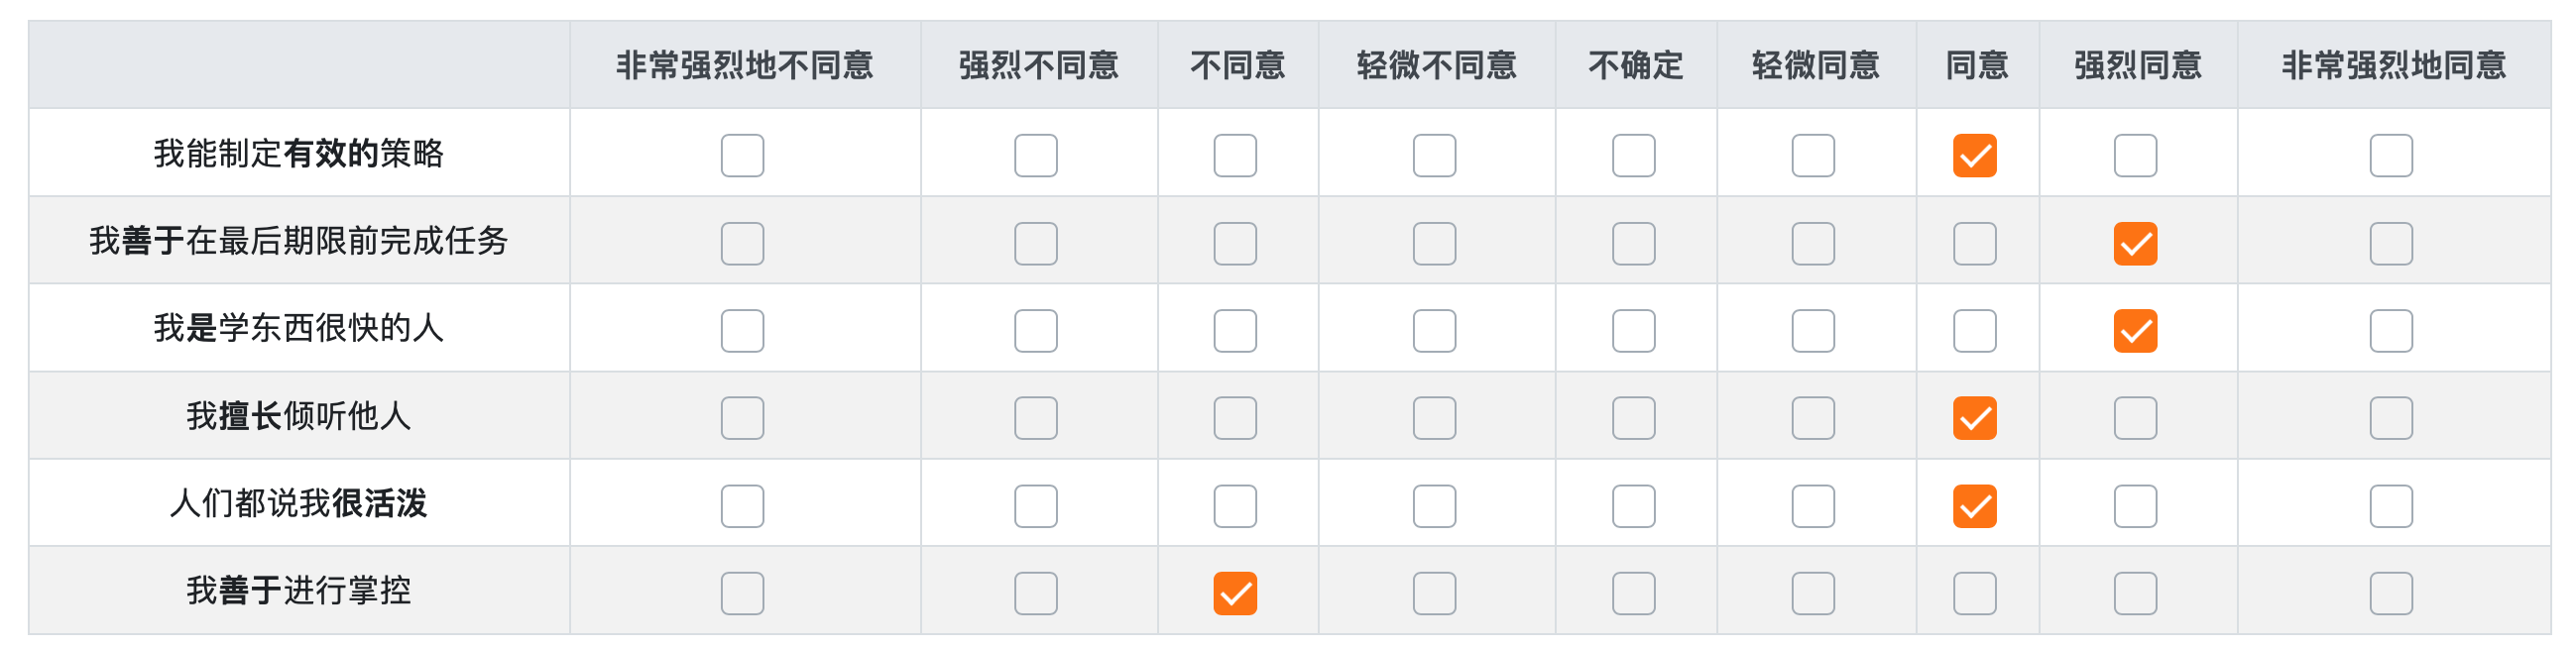 非常强烈地不同意 强烈不同意 不同意 轻微不同意 不确定 轻微同意 同意 强烈同意 非常强烈地同意
我能制定有效的策略
我善于在最后期限前完成任务
我是学东西很快的人
我擅长倾听他人
人们都说我很活泼
我善于进行掌控